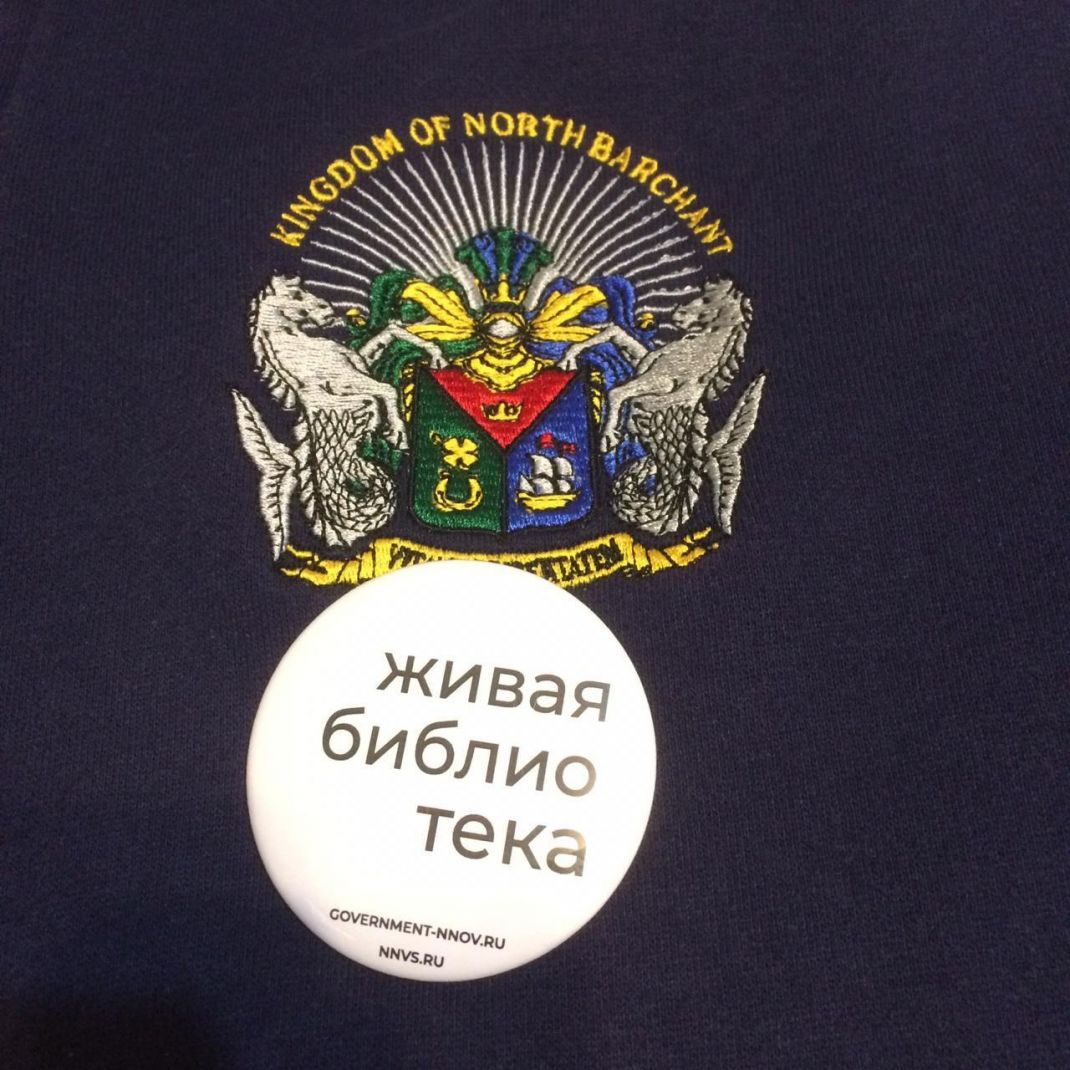 KINGDOM OF NORTH BARCHANT
живая
библио
тека
GOVERNMENT-NNOV.RU
NNVS.RU